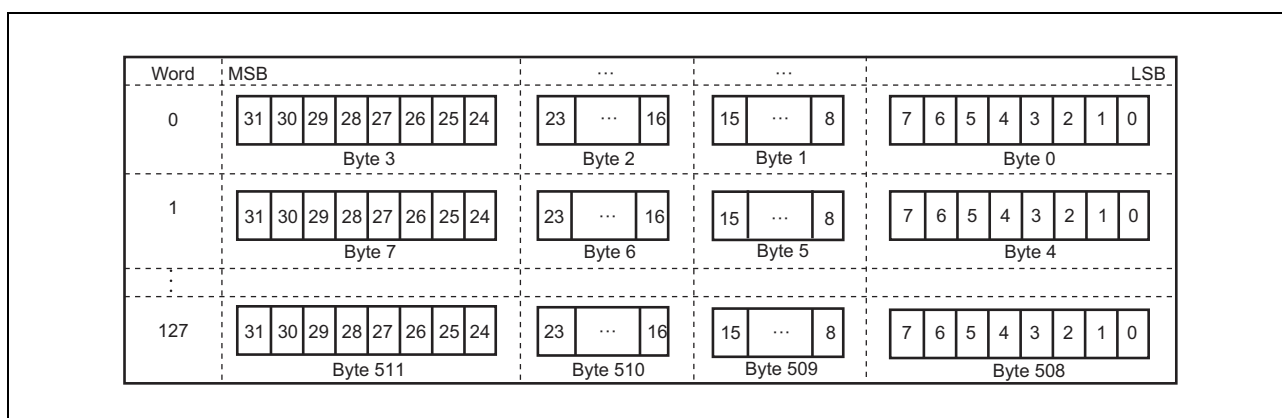 Word MSB ... ... LSB
0 31 30 29 28 27 26 25 24 23 ... 16 15 ... 8 7 6 5 4 3 2 1 0
Byte 3 Byte 2 Byte 1 Byte 0
1 31 30 29 28 27 26 25 24 23 ... 16 15 ... 8 7 6 5 4 3 2 1 0
Byte 7 Byte 6 Byte 5 Byte 4
:
127 31 30 29 28 27 26 25 24 23 ... 16 15 ... 8 7 6 5 4 3 2 1 0
Byte 511 Byte 510 Byte 509 Byte 508